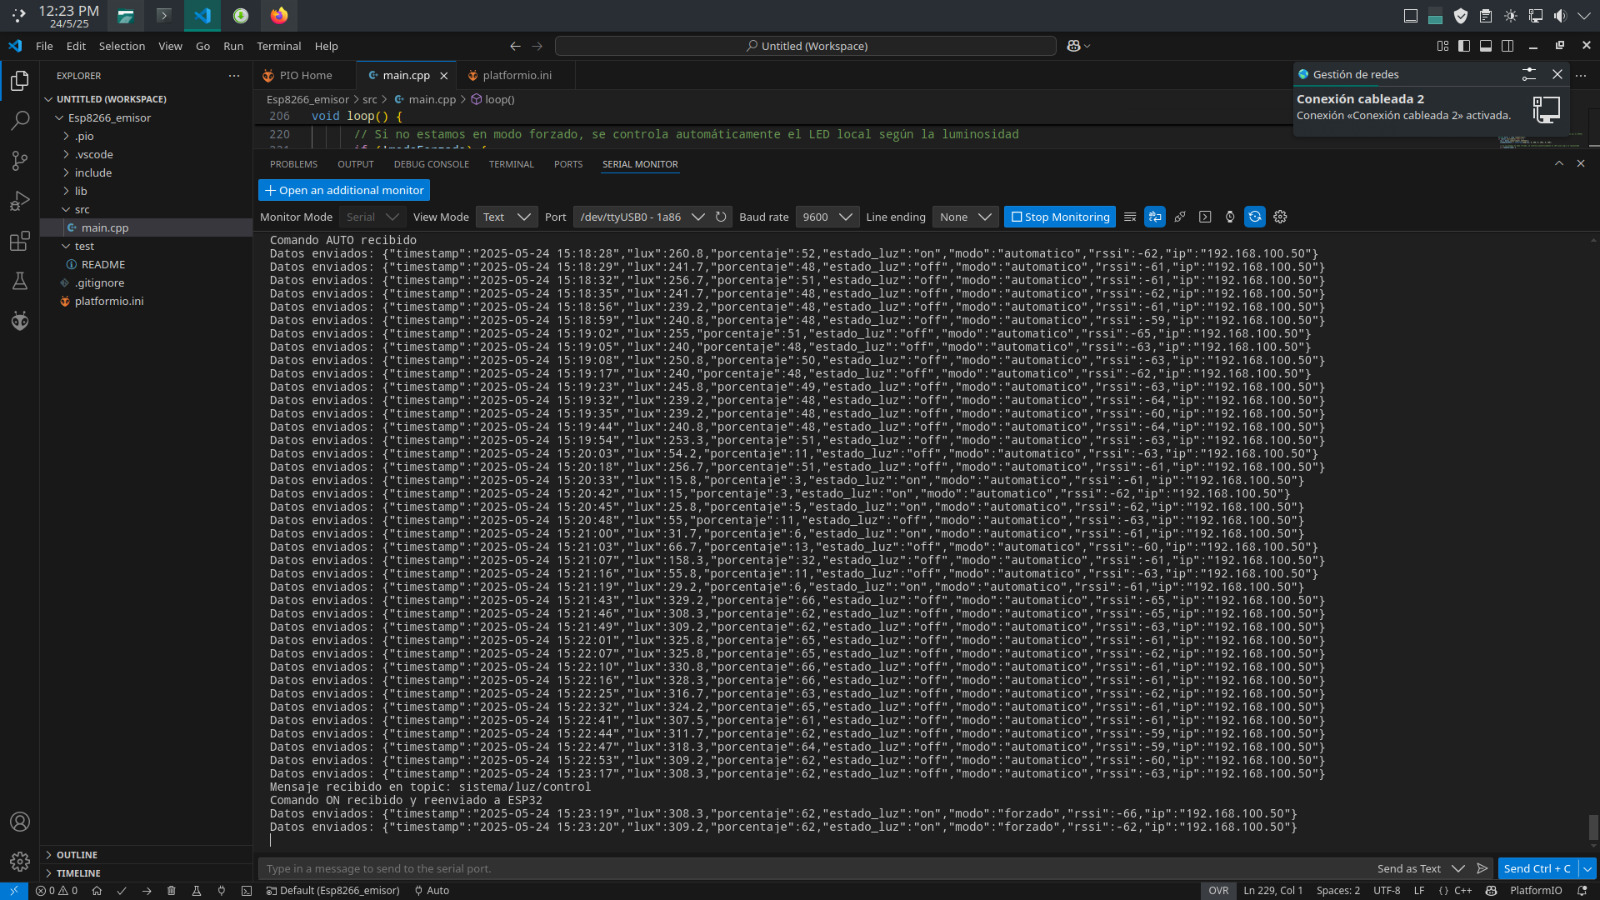 12:23 PM
24/5/25
File Edit Selection View Go Run Terminal Help
Untitled (Workspace)
EXPLORER
UNTITLED (WORKSPACE)
Esp8266_emisor
.pio
.vscode
include
lib
src
main.cpp
test
README
.gitignore
platformio.ini
OUTLINE
TIMELINE
PIO Home main.cpp platformio.ini
Esp8266_emisor > src > main.cpp > loop()
206 void loop() {
220 // Si no estamos en modo forzado, se controla automáticamente el LED local según la luminosidad
Gestión de redes
Conexión cableada 2
Conexión «Conexión cableada 2» activada.
PROBLEMS OUTPUT DEBUG CONSOLE TERMINAL PORTS SERIAL MONITOR
Open an additional monitor
Monitor Mode Serial View Mode Text Port /dev/ttyUSB0 - 1a86 Baud rate 9600 Line ending None Stop Monitoring
Comando AUTO recibido
Datos enviados: {"timestamp":"2025-05-24 15:18:28","lux":260.8,"porcentaje":52,"estado_luz":"on","modo":"automatico","rssi":-62,"ip":"192.168.100.50"}
Datos enviados: {"timestamp":"2025-05-24 15:18:29","lux":241.7,"porcentaje":48,"estado_luz":"off","modo":"automatico","rssi":-61,"ip":"192.168.100.50"}
Datos enviados: {"timestamp":"2025-05-24 15:18:32","lux":256.7,"porcentaje":51,"estado_luz":"off","modo":"automatico","rssi":-61,"ip":"192.168.100.50"}
Datos enviados: {"timestamp":"2025-05-24 15:18:35","lux":241.7,"porcentaje":48,"estado_luz":"off","modo":"automatico","rssi":-62,"ip":"192.168.100.50"}
Datos enviados: {"timestamp":"2025-05-24 15:18:56","lux":239.2,"porcentaje":48,"estado_luz":"off","modo":"automatico","rssi":-61,"ip":"192.168.100.50"}
Datos enviados: {"timestamp":"2025-05-24 15:18:59","lux":240.8,"porcentaje":48,"estado_luz":"off","modo":"automatico","rssi":-59,"ip":"192.168.100.50"}
Datos enviados: {"timestamp":"2025-05-24 15:19:02","lux":255,"porcentaje":51,"estado_luz":"off","modo":"automatico","rssi":-65,"ip":"192.168.100.50"}
Datos enviados: {"timestamp":"2025-05-24 15:19:05","lux":240,"porcentaje":48,"estado_luz":"off","modo":"automatico","rssi":-63,"ip":"192.168.100.50"}
Datos enviados: {"timestamp":"2025-05-24 15:19:08","lux":250.8,"porcentaje":50,"estado_luz":"off","modo":"automatico","rssi":-63,"ip":"192.168.100.50"}
Datos enviados: {"timestamp":"2025-05-24 15:19:17","lux":240,"porcentaje":48,"estado_luz":"off","modo":"automatico","rssi":-62,"ip":"192.168.100.50"}
Datos enviados: {"timestamp":"2025-05-24 15:19:23","lux":245.8,"porcentaje":49,"estado_luz":"off","modo":"automatico","rssi":-63,"ip":"192.168.100.50"}
Datos enviados: {"timestamp":"2025-05-24 15:19:32","lux":239.2,"porcentaje":48,"estado_luz":"off","modo":"automatico","rssi":-64,"ip":"192.168.100.50"}
Datos enviados: {"timestamp":"2025-05-24 15:19:35","lux":239.2,"porcentaje":48,"estado_luz":"off","modo":"automatico","rssi":-60,"ip":"192.168.100.50"}
Datos enviados: {"timestamp":"2025-05-24 15:19:44","lux":240.8,"porcentaje":48,"estado_luz":"off","modo":"automatico","rssi":-64,"ip":"192.168.100.50"}
Datos enviados: {"timestamp":"2025-05-24 15:19:54","lux":253.3,"porcentaje":51,"estado_luz":"off","modo":"automatico","rssi":-63,"ip":"192.168.100.50"}
Datos enviados: {"timestamp":"2025-05-24 15:20:03","lux":54.2,"porcentaje":11,"estado_luz":"off","modo":"automatico","rssi":-63,"ip":"192.168.100.50"}
Datos enviados: {"timestamp":"2025-05-24 15:20:18","lux":256.7,"porcentaje":51,"estado_luz":"off","modo":"automatico","rssi":-61,"ip":"192.168.100.50"}
Datos enviados: {"timestamp":"2025-05-24 15:20:33","lux":15.8,"porcentaje":3,"estado_luz":"on","modo":"automatico","rssi":-61,"ip":"192.168.100.50"}
Datos enviados: {"timestamp":"2025-05-24 15:20:42","lux":15,"porcentaje":3,"estado_luz":"on","modo":"automatico","rssi":-62,"ip":"192.168.100.50"}
Datos enviados: {"timestamp":"2025-05-24 15:20:45","lux":25.8,"porcentaje":5,"estado_luz":"on","modo":"automatico","rssi":-62,"ip":"192.168.100.50"}
Datos enviados: {"timestamp":"2025-05-24 15:20:48","lux":55,"porcentaje":11,"estado_luz":"off","modo":"automatico","rssi":-63,"ip":"192.168.100.50"}
Datos enviados: {"timestamp":"2025-05-24 15:21:00","lux":31.7,"porcentaje":6,"estado_luz":"on","modo":"automatico","rssi":-61,"ip":"192.168.100.50"}
Datos enviados: {"timestamp":"2025-05-24 15:21:03","lux":66.7,"porcentaje":13,"estado_luz":"off","modo":"automatico","rssi":-60,"ip":"192.168.100.50"}
Datos enviados: {"timestamp":"2025-05-24 15:21:07","lux":158.3,"porcentaje":32,"estado_luz":"off","modo":"automatico","rssi":-61,"ip":"192.168.100.50"}
Datos enviados: {"timestamp":"2025-05-24 15:21:16","lux":55.8,"porcentaje":11,"estado_luz":"off","modo":"automatico","rssi":-63,"ip":"192.168.100.50"}
Datos enviados: {"timestamp":"2025-05-24 15:21:19","lux":29.2,"porcentaje":6,"estado_luz":"on","modo":"automatico","rssi":-61,"ip":"192.168.100.50"}
Datos enviados: {"timestamp":"2025-05-24 15:21:43","lux":329.2,"porcentaje":66,"estado_luz":"off","modo":"automatico","rssi":-65,"ip":"192.168.100.50"}
Datos enviados: {"timestamp":"2025-05-24 15:21:46","lux":308.3,"porcentaje":62,"estado_luz":"off","modo":"automatico","rssi":-65,"ip":"192.168.100.50"}
Datos enviados: {"timestamp":"2025-05-24 15:21:49","lux":309.2,"porcentaje":62,"estado_luz":"off","modo":"automatico","rssi":-63,"ip":"192.168.100.50"}
Datos enviados: {"timestamp":"2025-05-24 15:22:01","lux":325.8,"porcentaje":65,"estado_luz":"off","modo":"automatico","rssi":-61,"ip":"192.168.100.50"}
Datos enviados: {"timestamp":"2025-05-24 15:22:07","lux":325.8,"porcentaje":65,"estado_luz":"off","modo":"automatico","rssi":-62,"ip":"192.168.100.50"}
Datos enviados: {"timestamp":"2025-05-24 15:22:10","lux":330.8,"porcentaje":66,"estado_luz":"off","modo":"automatico","rssi":-61,"ip":"192.168.100.50"}
Datos enviados: {"timestamp":"2025-05-24 15:22:16","lux":328.3,"porcentaje":66,"estado_luz":"off","modo":"automatico","rssi":-61,"ip":"192.168.100.50"}
Datos enviados: {"timestamp":"2025-05-24 15:22:25","lux":316.7,"porcentaje":63,"estado_luz":"off","modo":"automatico","rssi":-62,"ip":"192.168.100.50"}
Datos enviados: {"timestamp":"2025-05-24 15:22:32","lux":324.2,"porcentaje":65,"estado_luz":"off","modo":"automatico","rssi":-61,"ip":"192.168.100.50"}
Datos enviados: {"timestamp":"2025-05-24 15:22:41","lux":307.5,"porcentaje":61,"estado_luz":"off","modo":"automatico","rssi":-61,"ip":"192.168.100.50"}
Datos enviados: {"timestamp":"2025-05-24 15:22:44","lux":311.7,"porcentaje":62,"estado_luz":"off","modo":"automatico","rssi":-59,"ip":"192.168.100.50"}
Datos enviados: {"timestamp":"2025-05-24 15:22:47","lux":318.3,"porcentaje":64,"estado_luz":"off","modo":"automatico","rssi":-59,"ip":"192.168.100.50"}
Datos enviados: {"timestamp":"2025-05-24 15:22:53","lux":309.2,"porcentaje":62,"estado_luz":"off","modo":"automatico","rssi":-60,"ip":"192.168.100.50"}
Datos enviados: {"timestamp":"2025-05-24 15:23:17","lux":308.3,"porcentaje":62,"estado_luz":"off","modo":"automatico","rssi":-63,"ip":"192.168.100.50"}
Mensaje recibido en topic: sistema/luz/control
Comando ON recibido y reenviado a ESP32
Datos enviados: {"timestamp":"2025-05-24 15:23:19","lux":308.3,"porcentaje":62,"estado_luz":"on","modo":"forzado","rssi":-66,"ip":"192.168.100.50"}
Datos enviados: {"timestamp":"2025-05-24 15:23:20","lux":309.2,"porcentaje":62,"estado_luz":"on","modo":"forzado","rssi":-62,"ip":"192.168.100.50"}
Type in a message to send to the serial port. Send as Text Send Ctrl + C
0 0 Default (Esp8266_emisor) Auto OVR Ln 229, Col 1 Spaces: 2 UTF-8 LF {} C++ PlatformIO